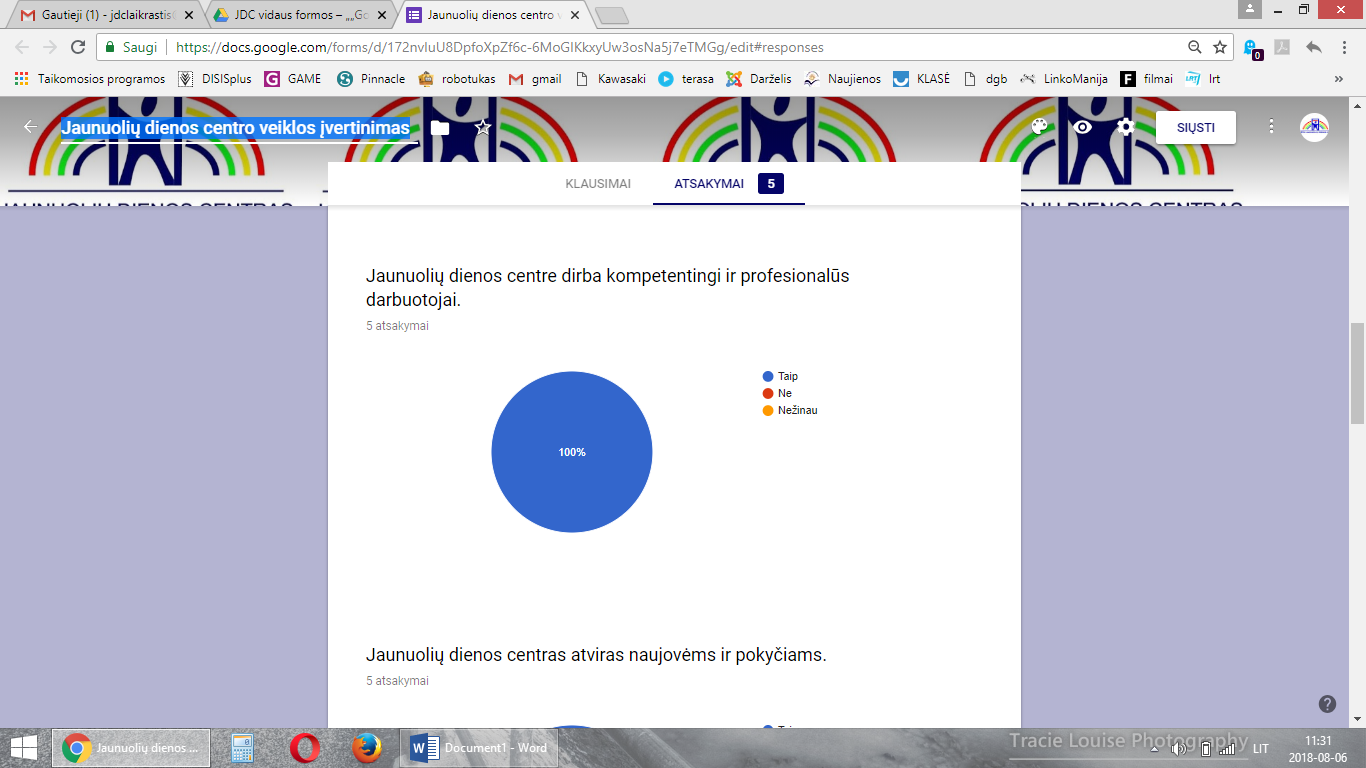 Gautieji (1) - jdclaikrastis
JDC vidaus formos – „„Go
Jaunuolių dienos centro v
Saugi
https://docs.google.com/forms/d/172nvluU8DpfoXpZf6c-6MoGIKkxyUw3osNa5j7eTMGg/edit#responses
0
Taikomosios programos
DISISplus
GAME
Pinnacle
robotukas
gmail
Kawasaki
terasa
Darželis
Naujienos
KLASĖ
dgb
LinkoManija
filmai
lrt
»
Jaunuolių dienos centro veiklos įvertinimas
SIŲSTI
KLAUSIMAI
ATSAKYMAI 5
Jaunuolių dienos centre dirba kompetentingi ir profesionalūs
darbuotojai.
5 atsakymai
Taip
Ne
Nežinau
100%
Jaunuolių dienos centras atviras naujovėms ir pokyčiams.
5 atsakymai
Jaunuolių dienos ...
Document1 - Word
Tracie Louise Photography
LIT
11:31
2018-08-06